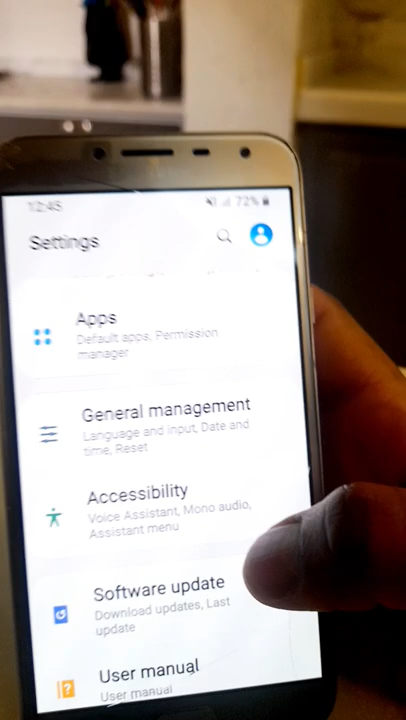 12:45 72%
Settings
Apps
Default apps, Permission
manager
General management
Language and input, Date and
time, Reset
Accessibility
Voice Assistant, Mono audio,
Assistant menu
Software update
Download updates, Last
update
User manual
User manual